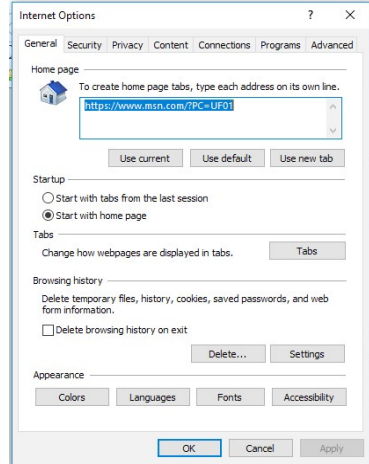 Internet Options ? X
General Security Privacy Content Connections Programs Advanced
Home page
To create home page tabs, type each address on its own line.
https://www.msn.com/?PC=UF01
Use current Use default Use new tab
Startup
Start with tabs from the last session
Start with home page
Tabs
Change how webpages are displayed in tabs. Tabs
Browsing history
Delete temporary files, history, cookies, saved passwords, and web
form information.
Delete browsing history on exit
Delete... Settings
Appearance
Colors Languages Fonts Accessibility
OK Cancel Apply